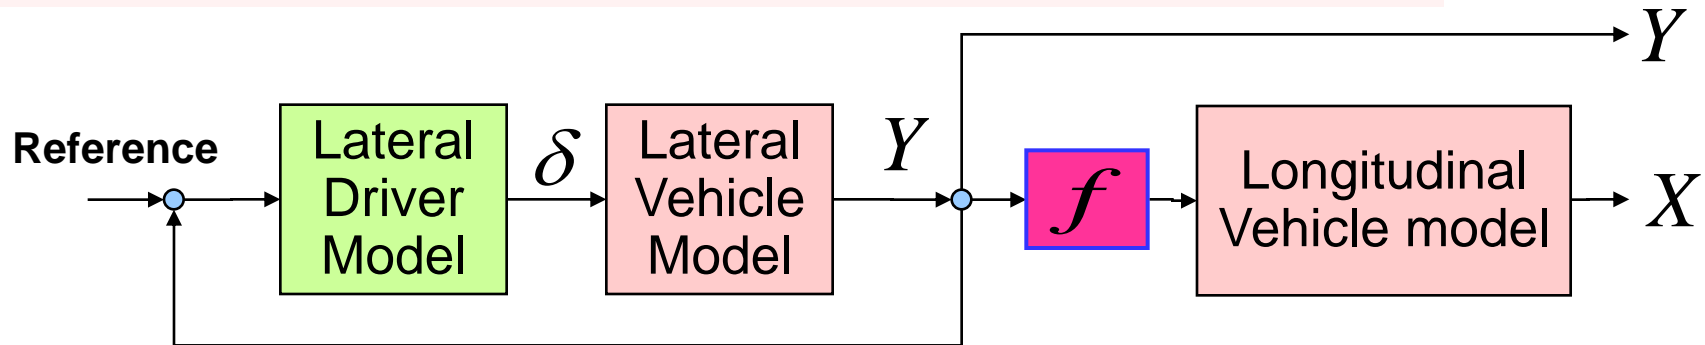 Y
Reference
Lateral
Driver
Model
δ
Lateral
Vehicle
Model
Y
f
Longitudinal
Vehicle model
X